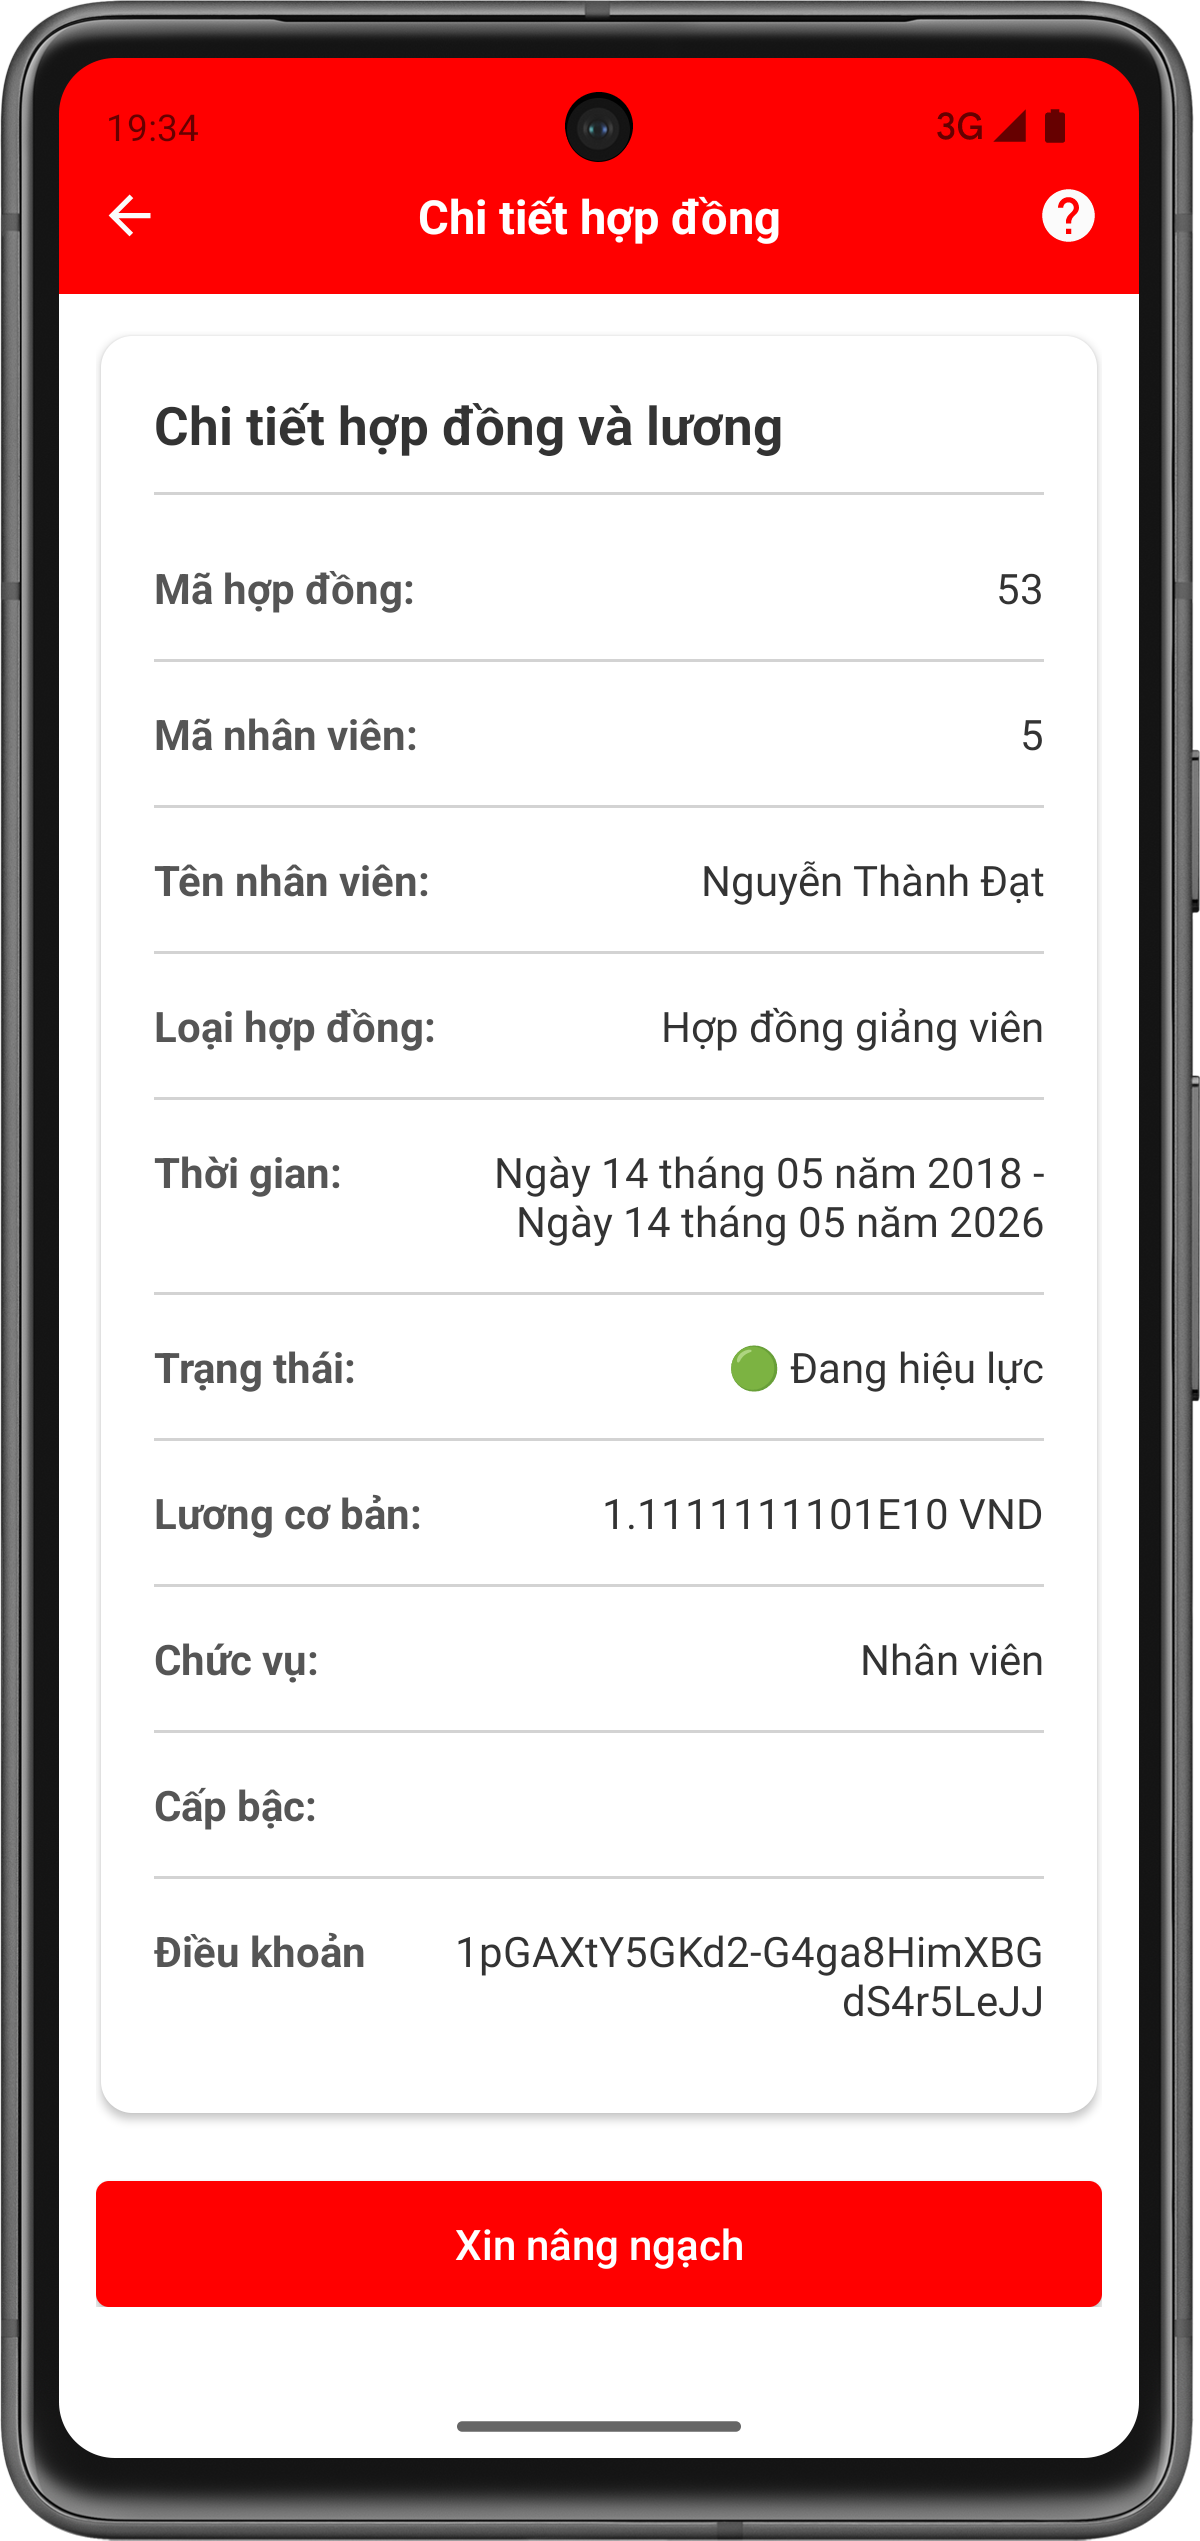 19:34
3G
Chi tiết hợp đồng
?
Chi tiết hợp đồng và lương
Mã hợp đồng: 53
Mã nhân viên: 5
Tên nhân viên: Nguyễn Thành Đạt
Loại hợp đồng: Hợp đồng giảng viên
Thời gian: Ngày 14 tháng 05 năm 2018 -
Ngày 14 tháng 05 năm 2026
Trạng thái: 🟢 Đang hiệu lực
Lương cơ bản: 1.1111111101E10 VND
Chức vụ: Nhân viên
Cấp bậc:
Điều khoản 1pGAXtY5GKd2-G4ga8HimXBG
dS4r5LeJJ
Xin nâng ngạch